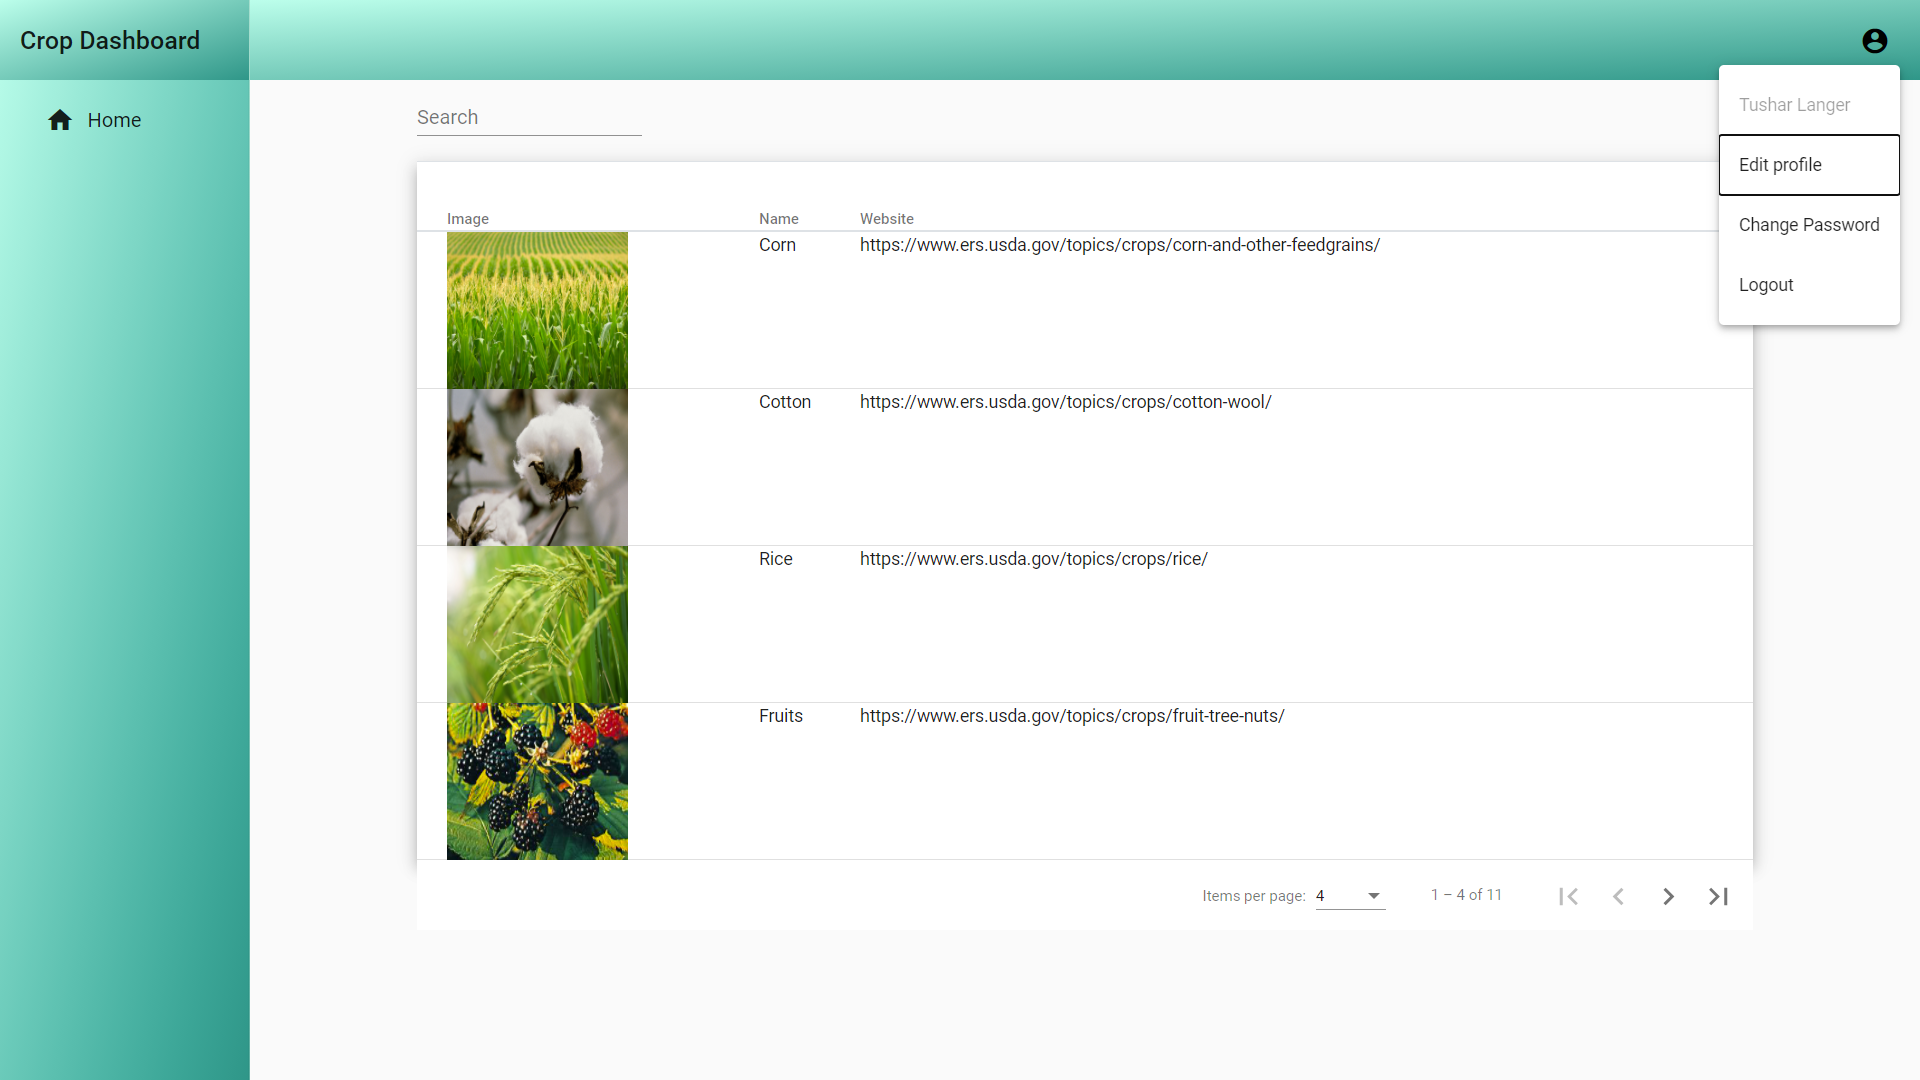 Crop Dashboard
Home
Search
Tushar Langer
Edit profile
Change Password
Logout
Image Name Website
Corn https://www.ers.usda.gov/topics/crops/corn-and-other-feedgrains/
Cotton https://www.ers.usda.gov/topics/crops/cotton-wool/
Rice https://www.ers.usda.gov/topics/crops/rice/
Fruits https://www.ers.usda.gov/topics/crops/fruit-tree-nuts/
Items per page: 4 1 – 4 of 11